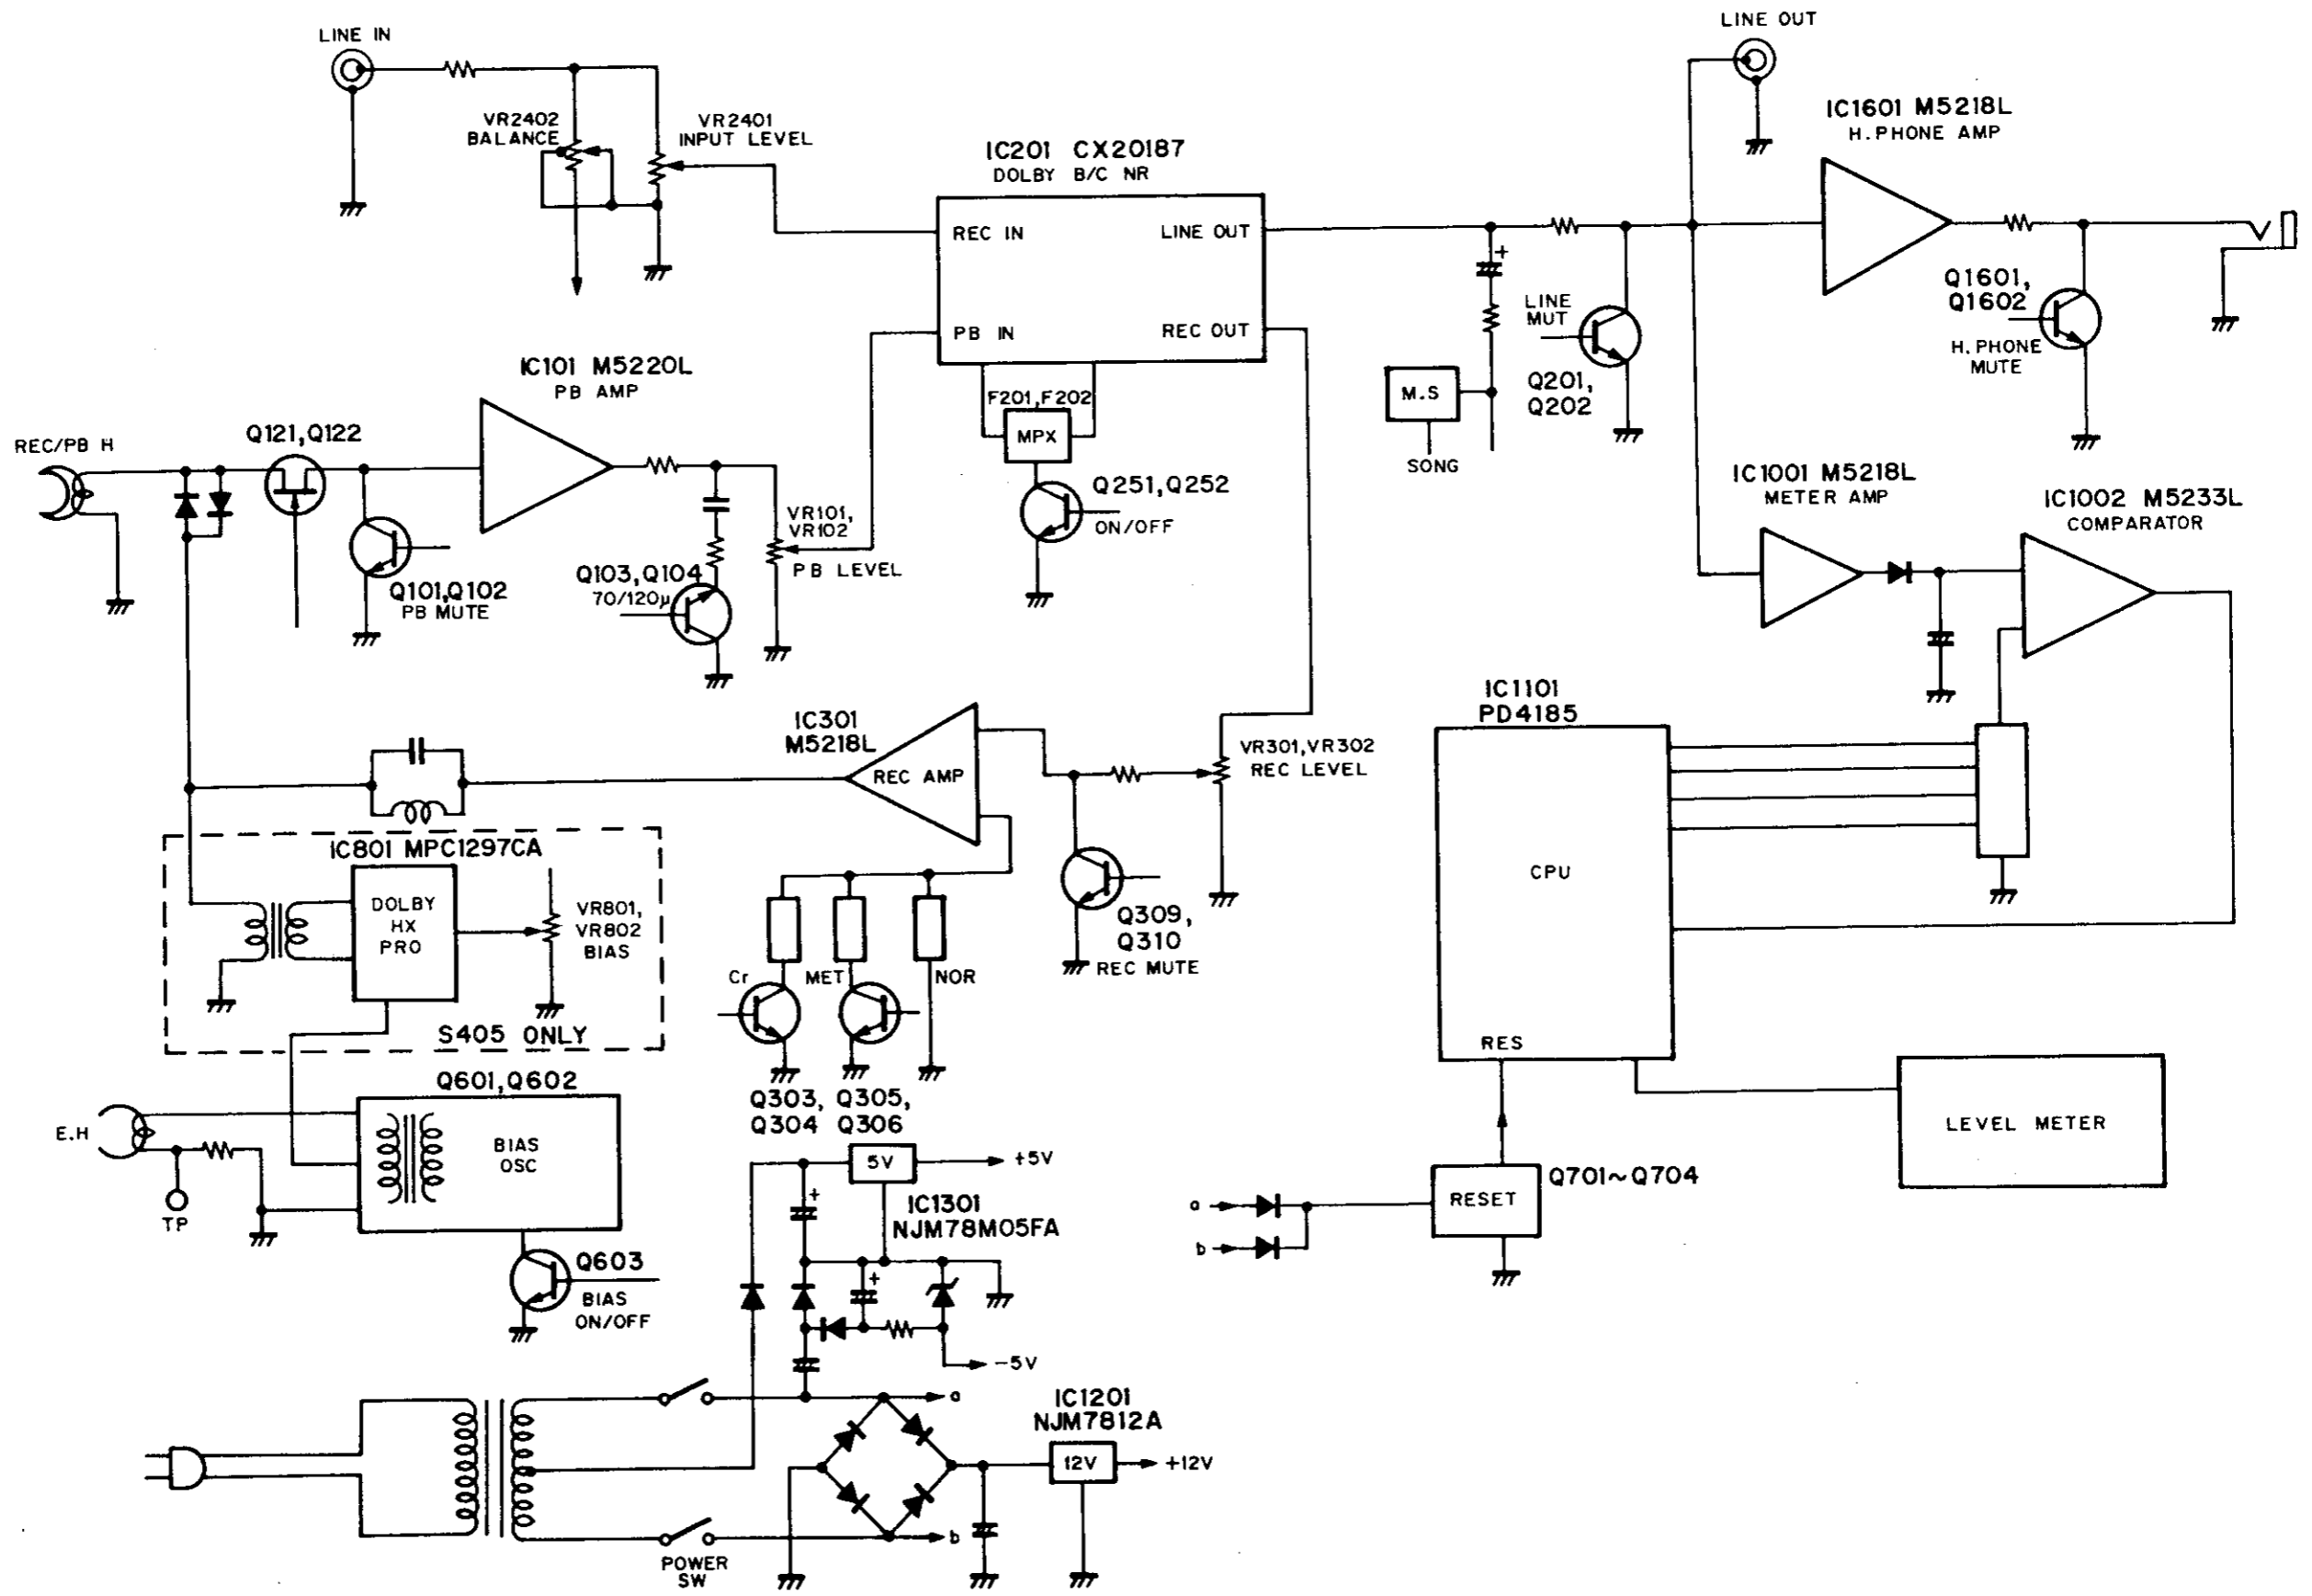 LINE IN
VR2402
BALANCE
VR2401
INPUT LEVEL
IC201 CX20187
DOLBY B/C NR
REC IN
LINE OUT
PB IN
REC OUT
F201,F202
MPX
Q251,Q252
ON/OFF
LINE OUT
IC1601 M5218L
H.PHONE AMP
Q1601,
Q1602
H.PHONE
MUTE
LINE
MUT
Q201,
Q202
M.S
SONG
IC101 M5220L
PB AMP
REC/PB H
Q121,Q122
Q101,Q102
PB MUTE
Q103,Q104
70/120μ
VR101,
VR102
PB LEVEL
IC1001 M5218L
METER AMP
IC1002 M5233L
COMPARATOR
IC301
M5218L
REC AMP
VR301,VR302
REC LEVEL
IC1101
PD4185
CPU
RES
IC801 MPC1297CA
DOLBY
HX
PRO
VR801,
VR802
BIAS
S405 ONLY
Cr
MET
NOR
Q309,
Q310
REC MUTE
Q303,
Q304
Q305,
Q306
Q601,Q602
E.H
BIAS
OSC
TP
Q603
BIAS
ON/OFF
5V
+5V
IC1301
NJM78M05FA
+
+
+
-5V
a
b
RESET
Q701~Q704
LEVEL METER
a
IC1201
NJM7812A
12V
+12V
b
POWER
SW